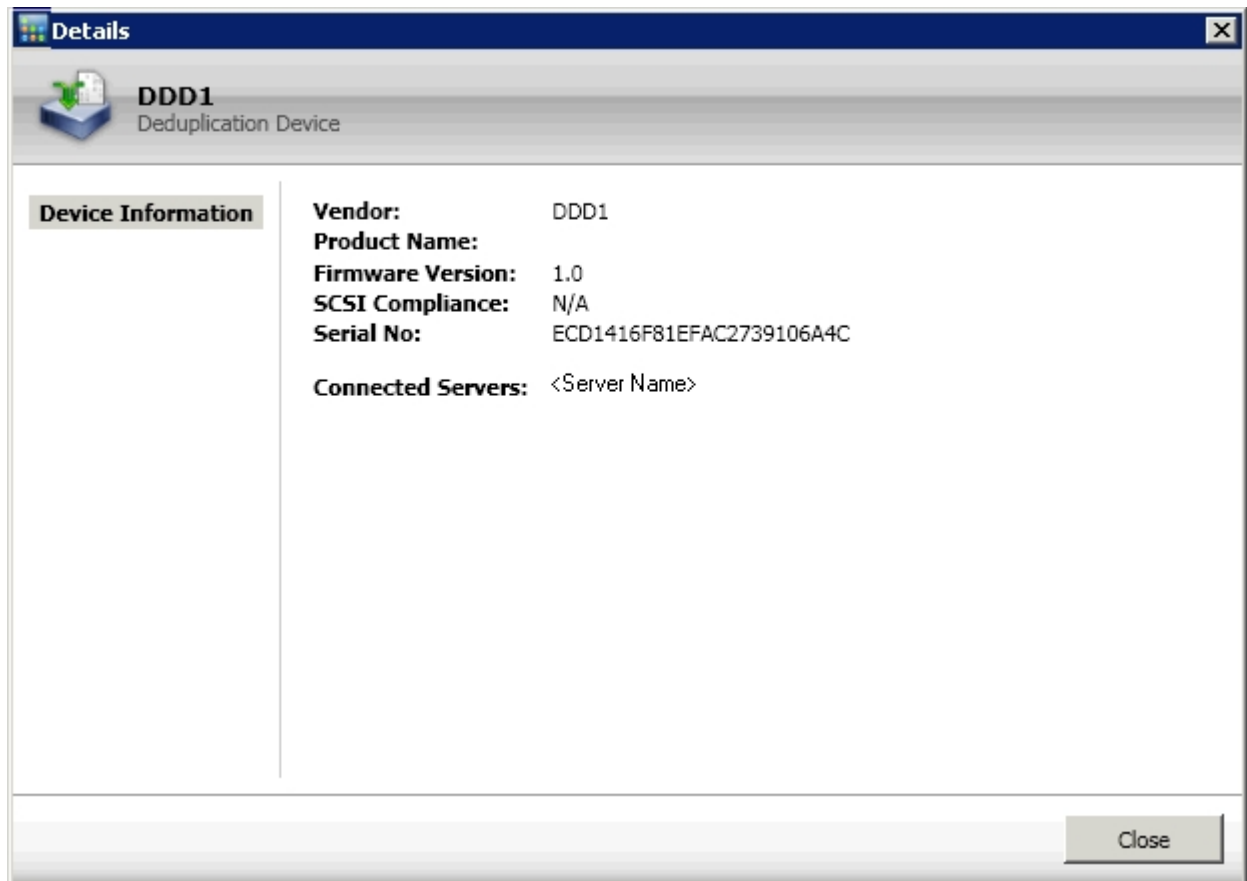 Details
DDD1
Deduplication Device
Device Information
Vendor: DDD1
Product Name:
Firmware Version: 1.0
SCSI Compliance: N/A
Serial No: ECD1416F81EFAC2739106A4C
Connected Servers: <Server Name>
Close